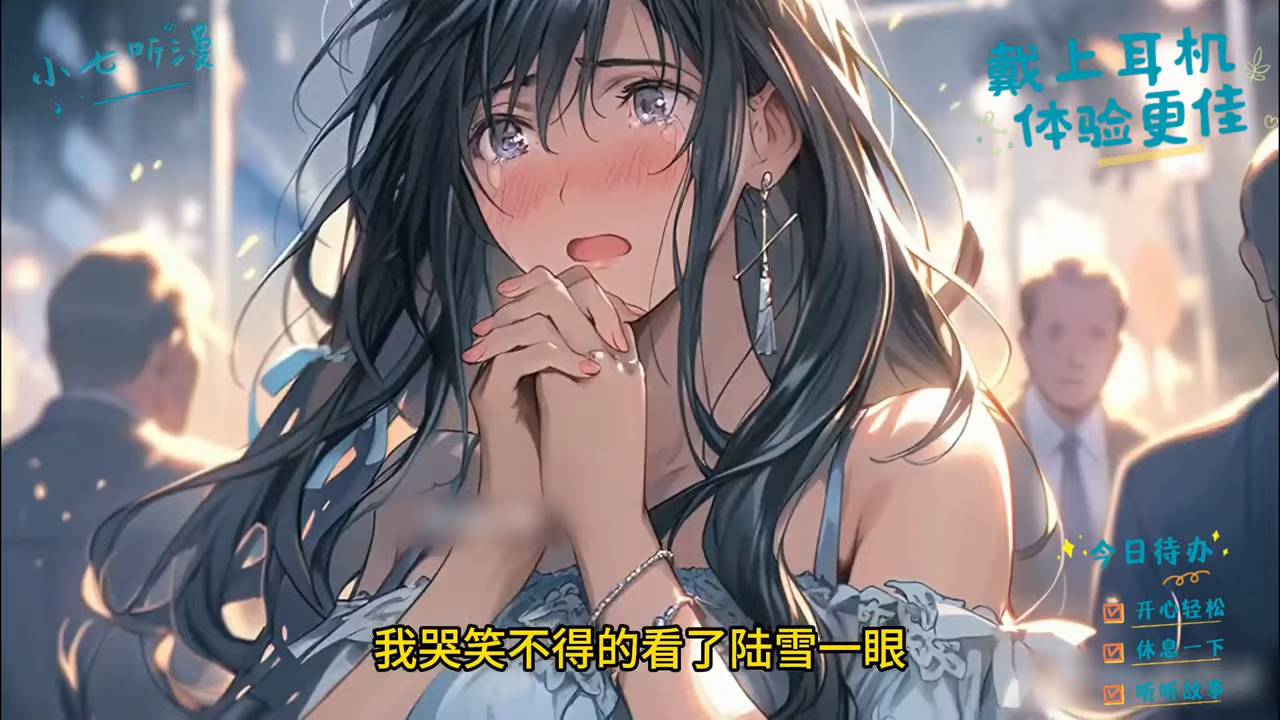 小七听漫
戴上耳机
体验更佳
今日待办
开心轻松
休息一下
听听故事
我哭笑不得的看了陆雪一眼